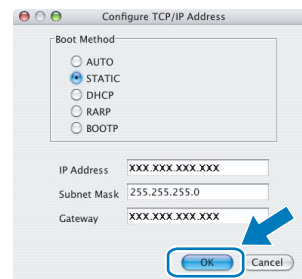 Configure TCP/IP Address
Boot Method
AUTO
STATIC
DHCP
RARP
BOOTP
IP Address XXX.XXX.XXX.XXX
Subnet Mask 255.255.255.0
Gateway XXX.XXX.XXX.XXX
OK Cancel